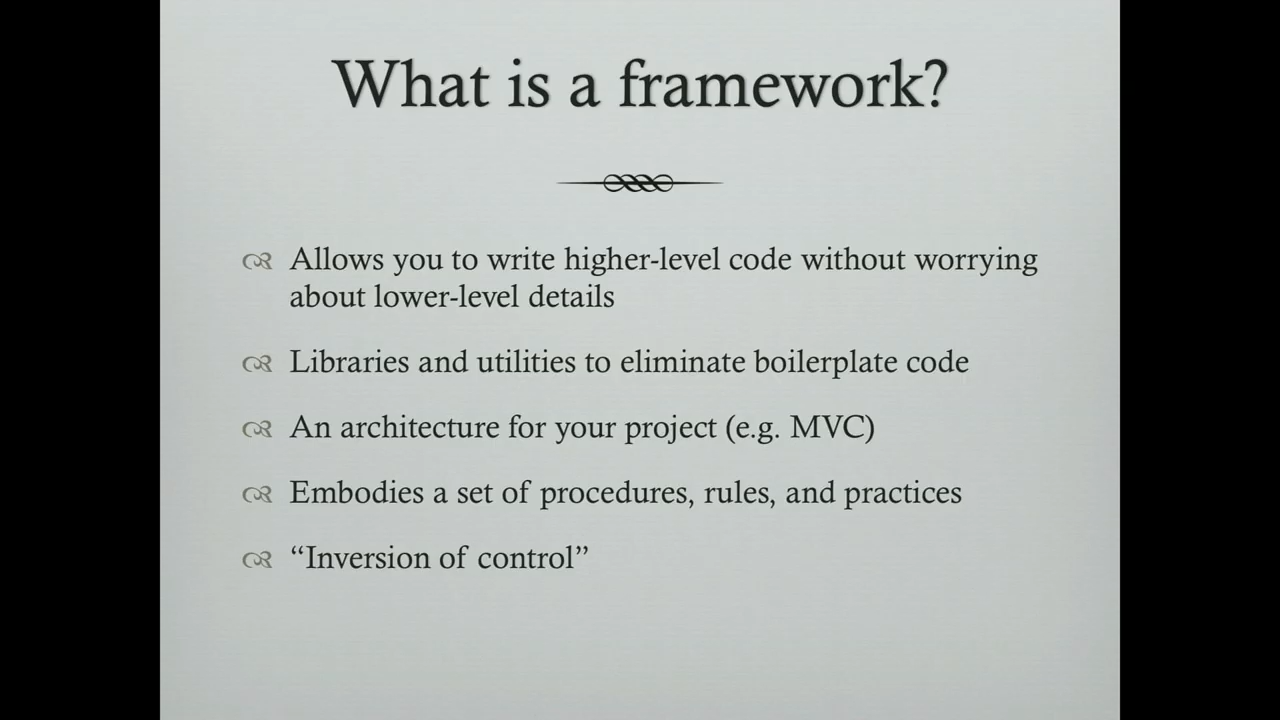 What is a framework?
Allows you to write higher-level code without worrying
about lower-level details
Libraries and utilities to eliminate boilerplate code
An architecture for your project (e.g. MVC)
Embodies a set of procedures, rules, and practices
“Inversion of control”